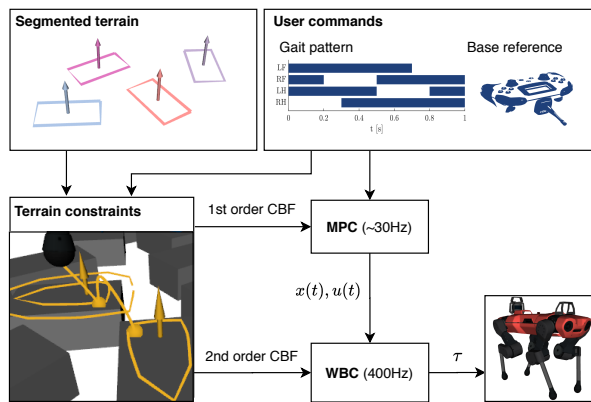 Segmented terrain
User commands
Gait pattern
Base reference
LF
RF
LH
RH
0
0.2
0.4
0.6
0.8
1
t [s]
Terrain constraints
1st order CBF
MPC (~30Hz)
x(t), u(t)
2nd order CBF
WBC (400Hz)
τ